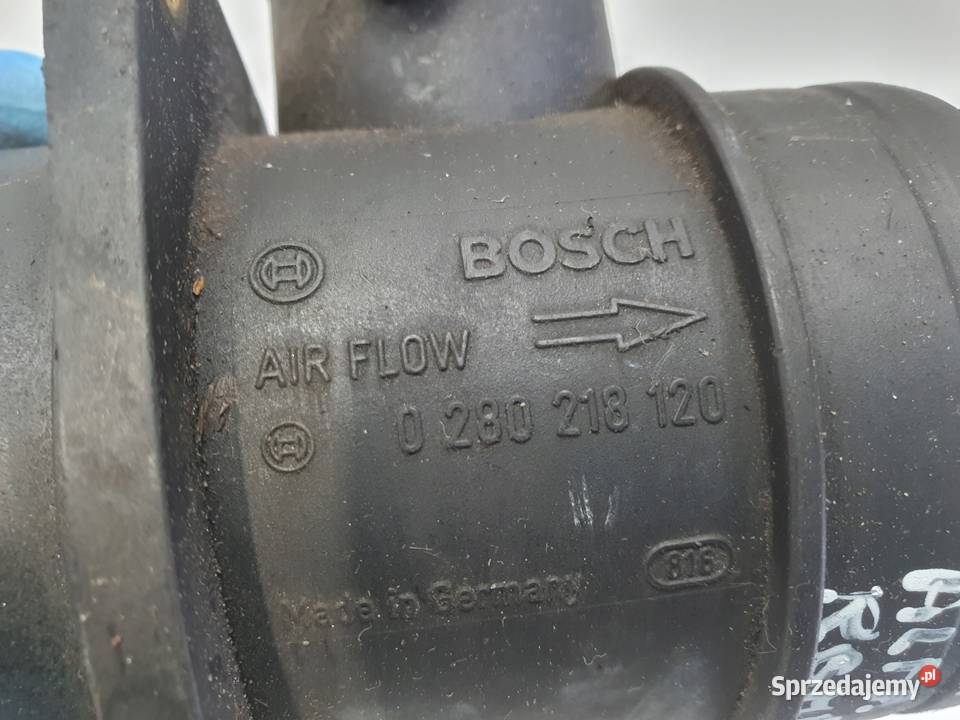 BOSCH
AIR FLOW
0 280 218 120
Made in Germany
816
Sprzedajemy.pl